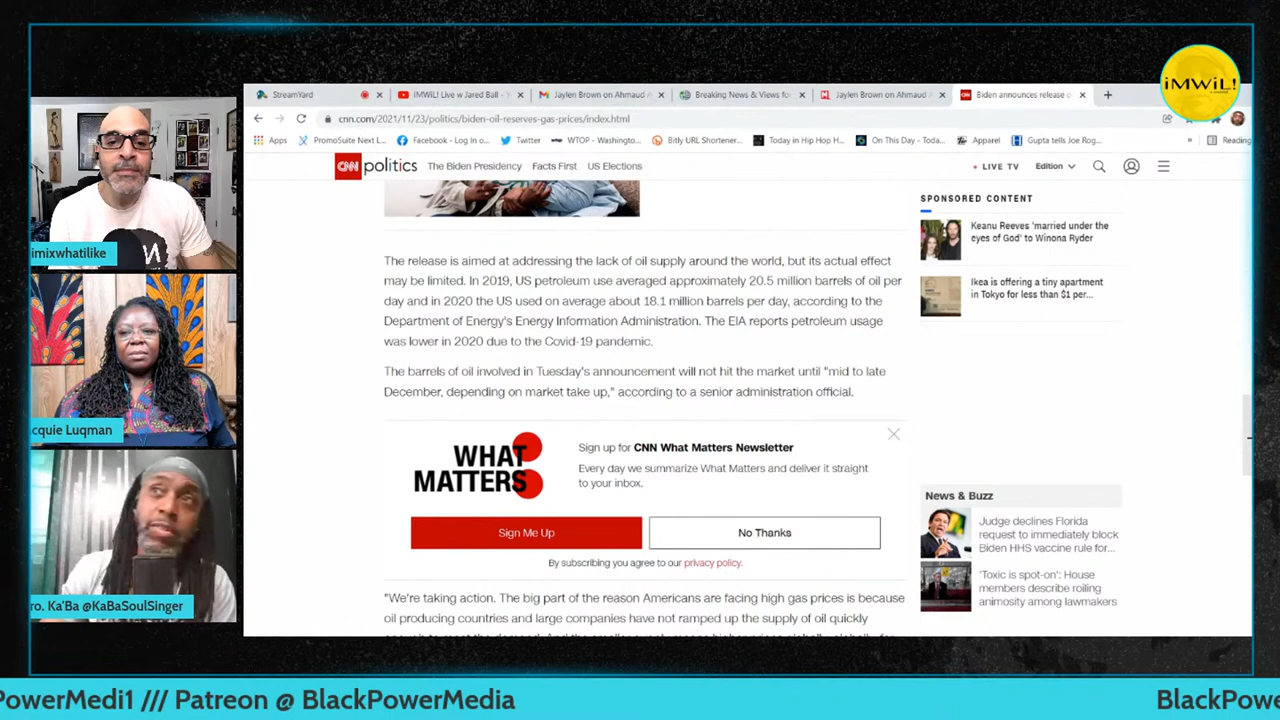 iMWiL!
StreamYard
iMWiL! Live w Jared Ball -
Jaylen Brown on Ahmaud
Breaking News & Views for
Jaylen Brown on Ahmaud
Biden announces release o
cnn.com/2021/11/23/politics/biden-oil-reserves-gas-prices/index.html
Apps
PromoSuite Next L...
Facebook - Log In o...
Twitter
WTOP - Washingto...
Bitly URL Shortener...
Today in Hip Hop H...
On This Day - Toda...
Apparel
Gupta tells Joe Rog...
»
Reading
CNN politics
The Biden Presidency
Facts First
US Elections
LIVE TV
Edition
SPONSORED CONTENT
Keanu Reeves 'married under the
eyes of God' to Winona Ryder
Ikea is offering a tiny apartment
in Tokyo for less than $1 per...
The release is aimed at addressing the lack of oil supply around the world, but its actual effect
may be limited. In 2019, US petroleum use averaged approximately 20.5 million barrels of oil per
day and in 2020 the US used on average about 18.1 million barrels per day, according to the
Department of Energy's Energy Information Administration. The EIA reports petroleum usage
was lower in 2020 due to the Covid-19 pandemic.
The barrels of oil involved in Tuesday's announcement will not hit the market until "mid to late
December, depending on market take up," according to a senior administration official.
WHAT
MATTERS
Sign up for CNN What Matters Newsletter
Every day we summarize What Matters and deliver it straight
to your inbox.
Sign Me Up
No Thanks
By subscribing you agree to our privacy policy.
"We're taking action. The big part of the reason Americans are facing high gas prices is because
oil producing countries and large companies have not ramped up the supply of oil quickly
News & Buzz
Judge declines Florida
request to immediately block
Biden HHS vaccine rule for...
'Toxic is spot-on': House
members describe roiling
animosity among lawmakers
imixwhatilike
cquie Luqman
ro. Ka'Ba @KaBaSoulSinger
PowerMedi1 /// Patreon @ BlackPowerMedia
BlackPowe